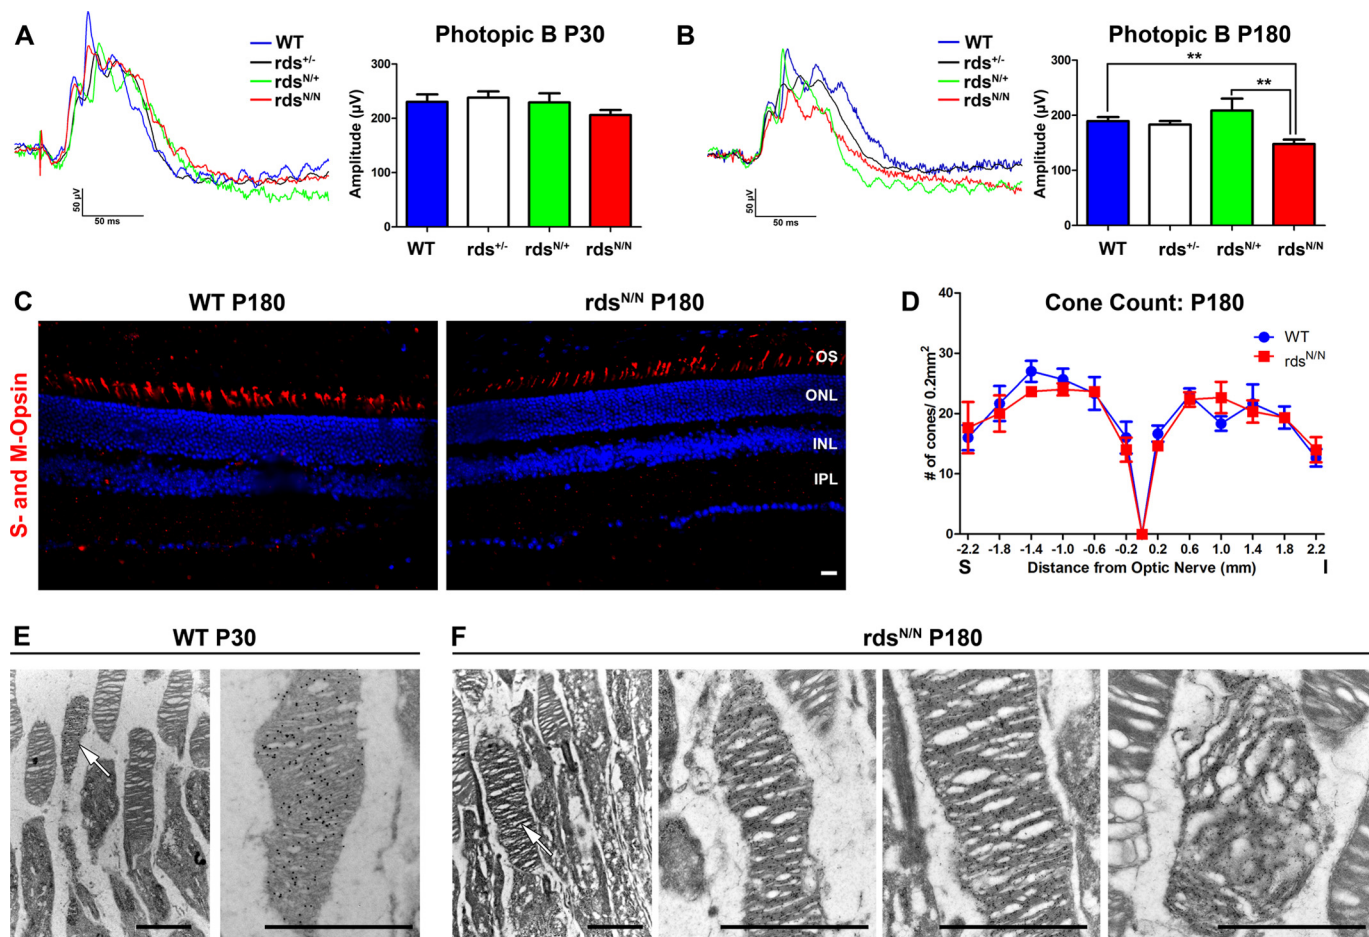 A
WT
rds+/-
rdsN/+
rdsN/N
50 µV
50 ms
Photopic B P30
Amplitude (µV)
300
200
100
0
WT
rds+/-
rdsN/+
rdsN/N
B
WT
rds+/-
rdsN/+
rdsN/N
50 µV
50 ms
Photopic B P180
Amplitude (µV)
300
200
100
0
**
**
WT
rds+/-
rdsN/+
rdsN/N
C
WT P180
rdsN/N P180
S- and M-Opsin
OS
ONL
INL
IPL
D
Cone Count: P180
WT
rdsN/N
# of cones/ 0.2mm2
40
30
20
10
0
-2.2 -1.8 -1.4 -1.0 -0.6 -0.2 0.2 0.6 1.0 1.4 1.8 2.2
S Distance from Optic Nerve (mm) I
E
WT P30
F
rdsN/N P180